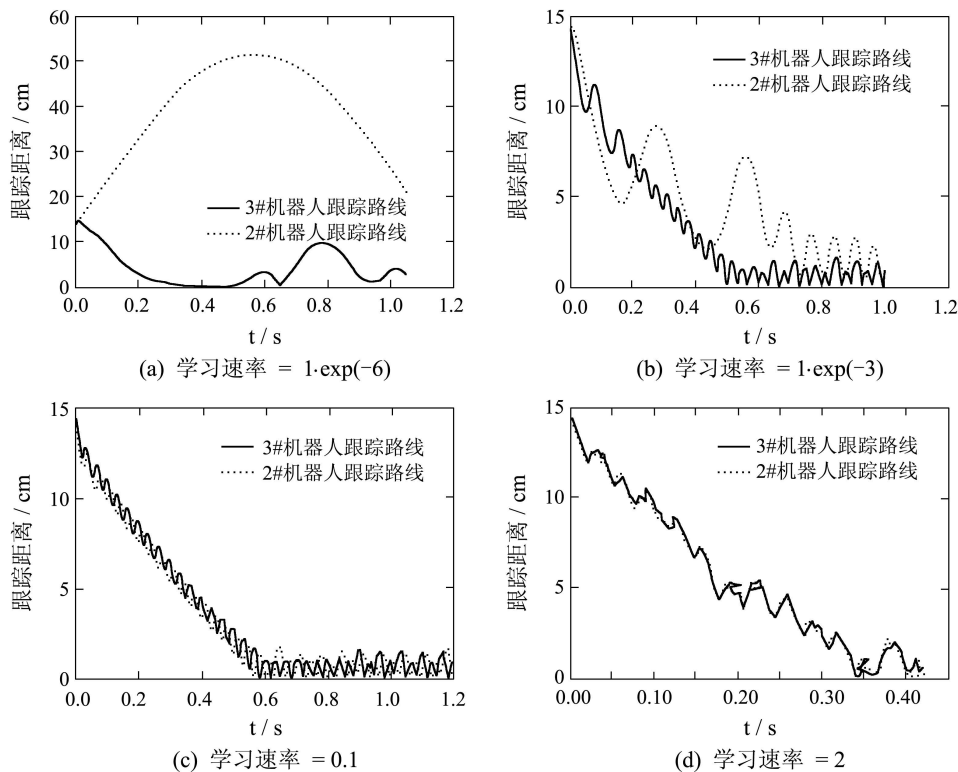 60
50
40
30
20
10
0
跟踪距离 / cm
3#机器人跟踪路线
2#机器人跟踪路线
0.0 0.2 0.4 0.6 0.8 1.0 1.2
t / s
(a) 学习速率 = 1·exp(−6)
15
10
5
0
跟踪距离 / cm
3#机器人跟踪路线
2#机器人跟踪路线
0.0 0.2 0.4 0.6 0.8 1.0 1.2
t / s
(b) 学习速率 = 1·exp(−3)
15
10
5
0
跟踪距离 / cm
3#机器人跟踪路线
2#机器人跟踪路线
0.0 0.2 0.4 0.6 0.8 1.0 1.2
t / s
(c) 学习速率 = 0.1
15
10
5
0
跟踪距离 / cm
3#机器人跟踪路线
2#机器人跟踪路线
0.00 0.10 0.20 0.30 0.40
t / s
(d) 学习速率 = 2